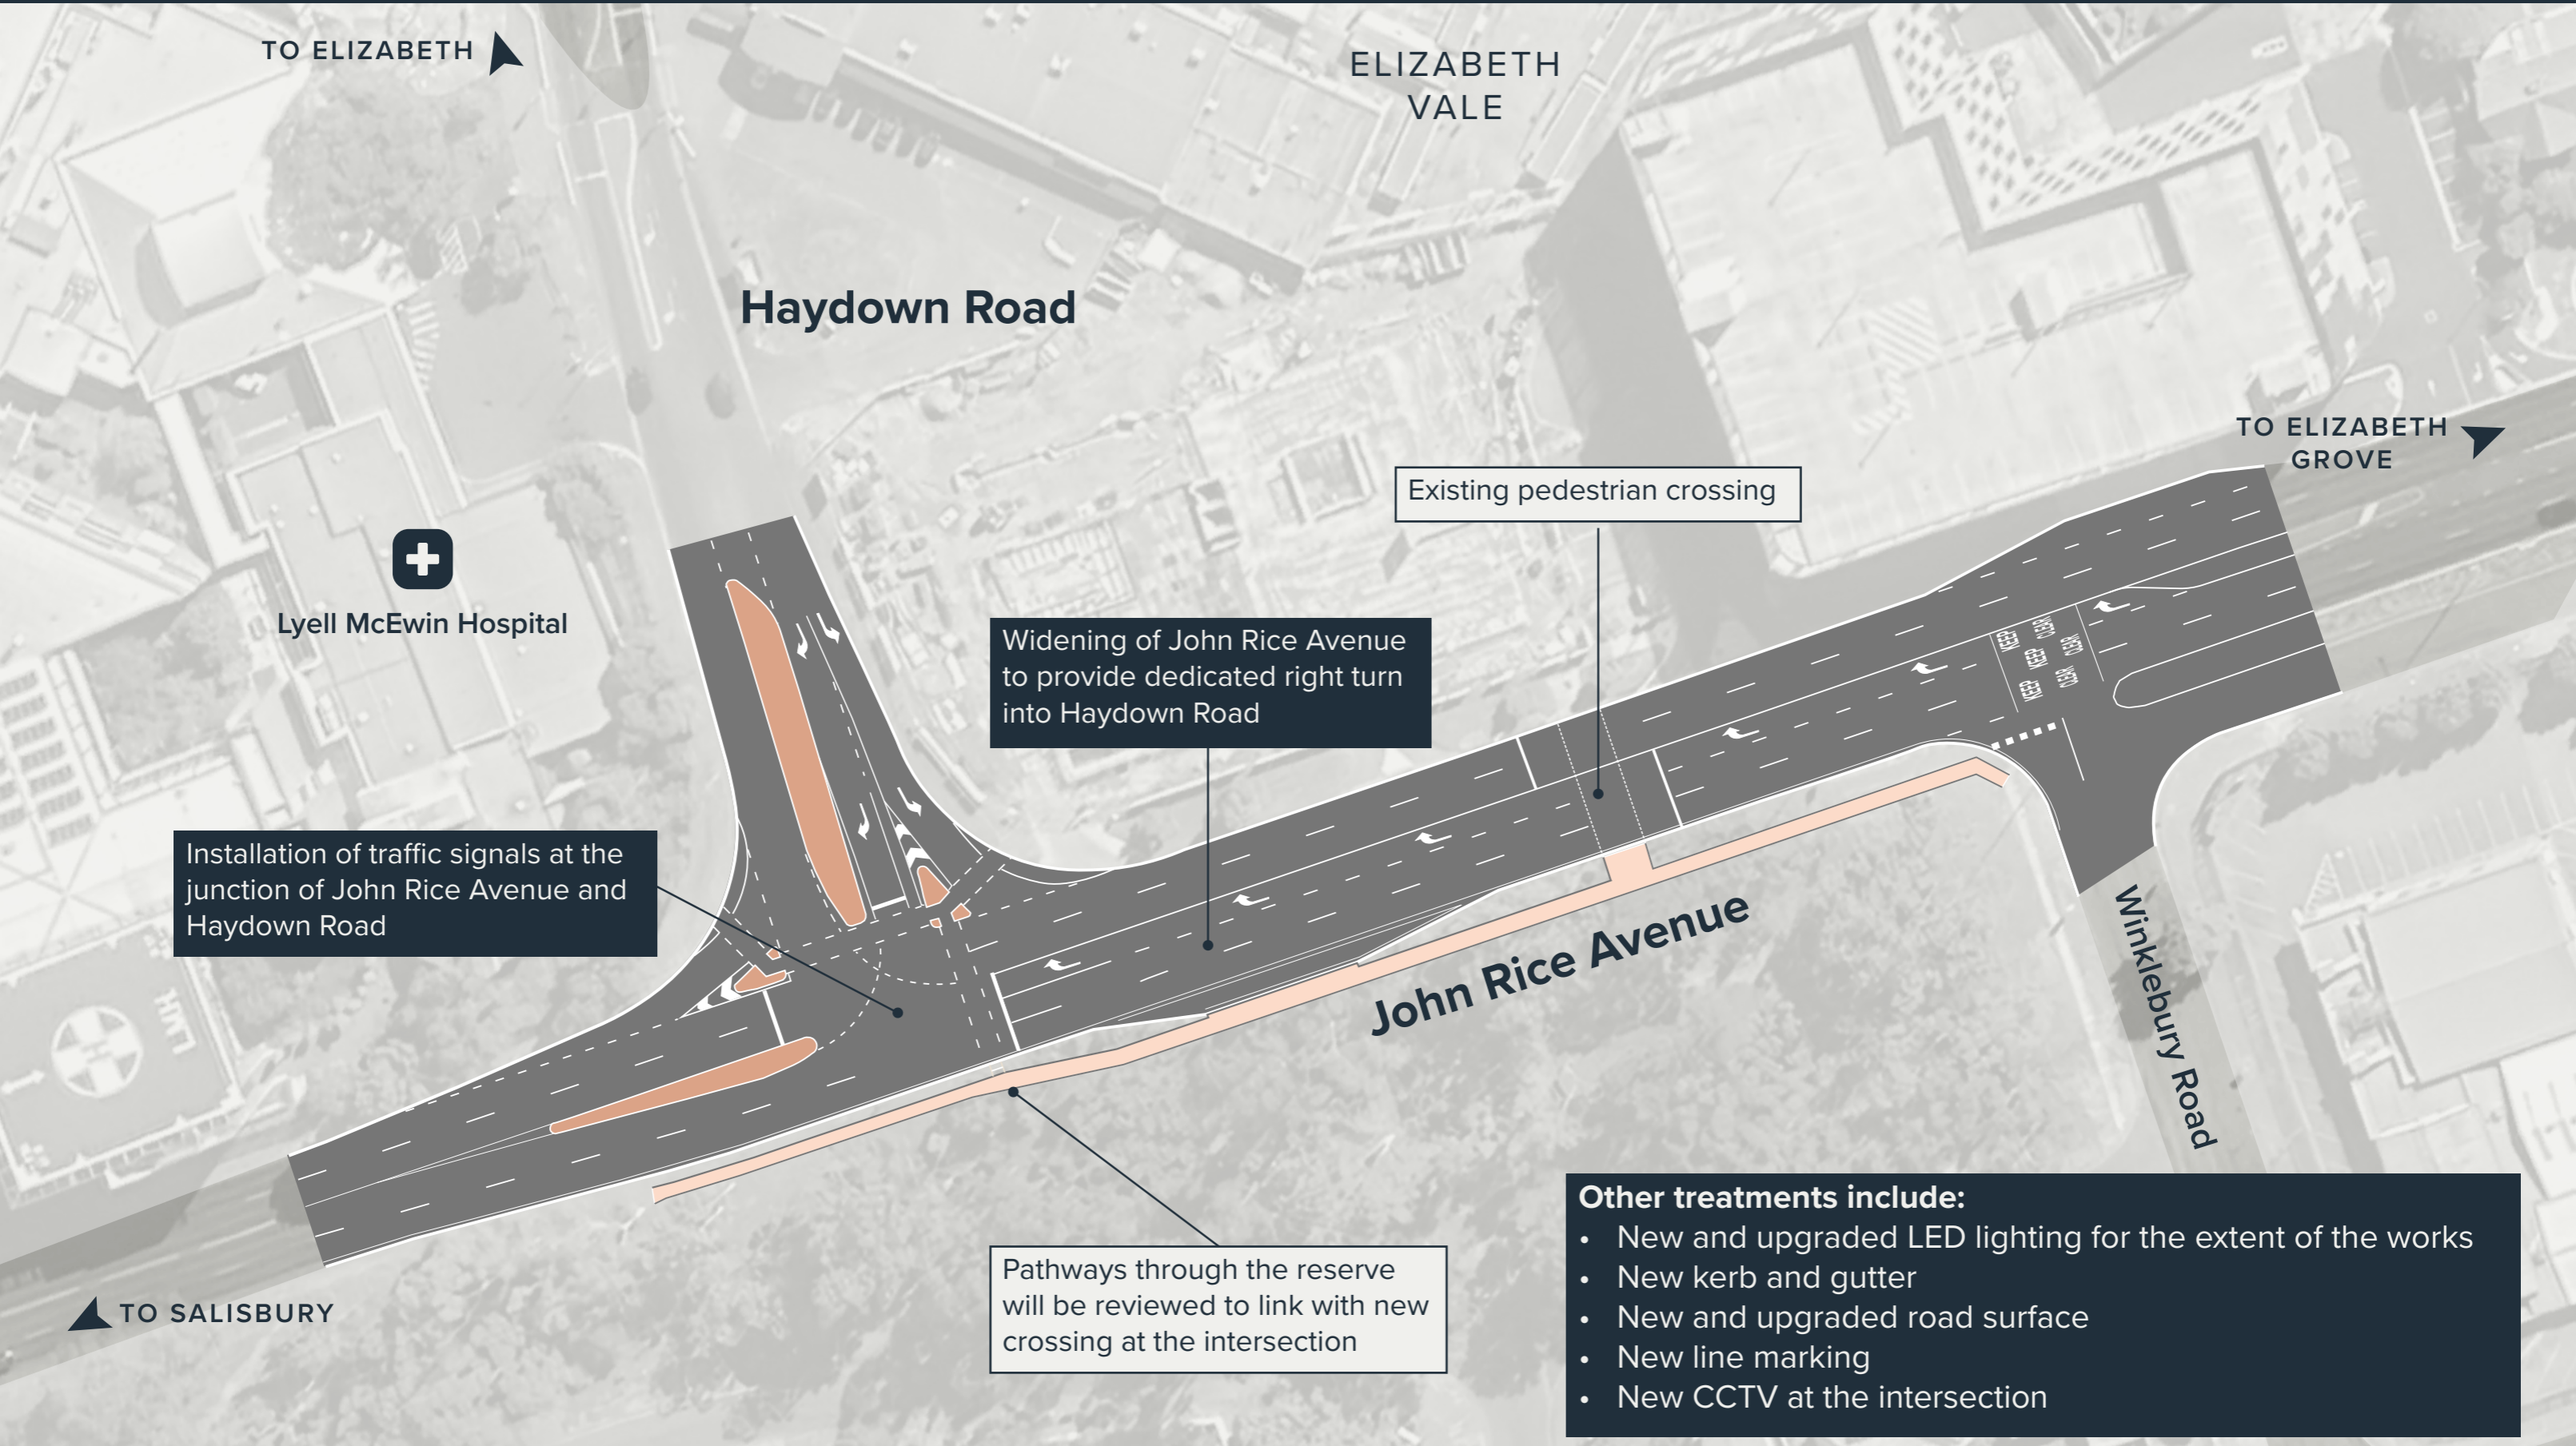 TO ELIZABETH
ELIZABETH
VALE
Haydown Road
TO ELIZABETH
GROVE
Existing pedestrian crossing
Lyell McEwin Hospital
Widening of John Rice Avenue
to provide dedicated right turn
into Haydown Road
KEEP CLEAR
KEEP CLEAR
KEEP CLEAR
Installation of traffic signals at the
junction of John Rice Avenue and
Haydown Road
John Rice Avenue
Winklebury Road
LMH
Pathways through the reserve
will be reviewed to link with new
crossing at the intersection
TO SALISBURY
Other treatments include:
• New and upgraded LED lighting for the extent of the works
• New kerb and gutter
• New and upgraded road surface
• New line marking
• New CCTV at the intersection